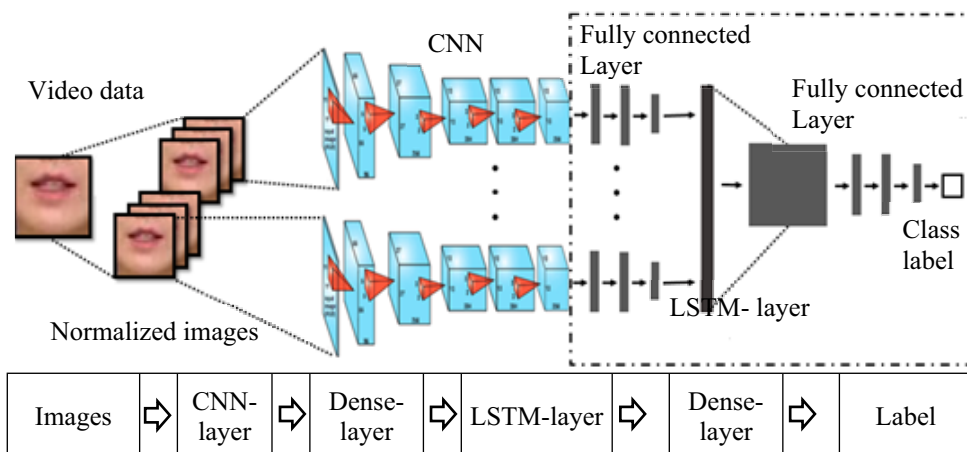 CNN
Fully connected
Layer
Video data
Fully connected
Layer
Class
label
LSTM- layer
Normalized images
Images
CNN-
layer
Dense-
layer
LSTM-layer
Dense-
layer
Label